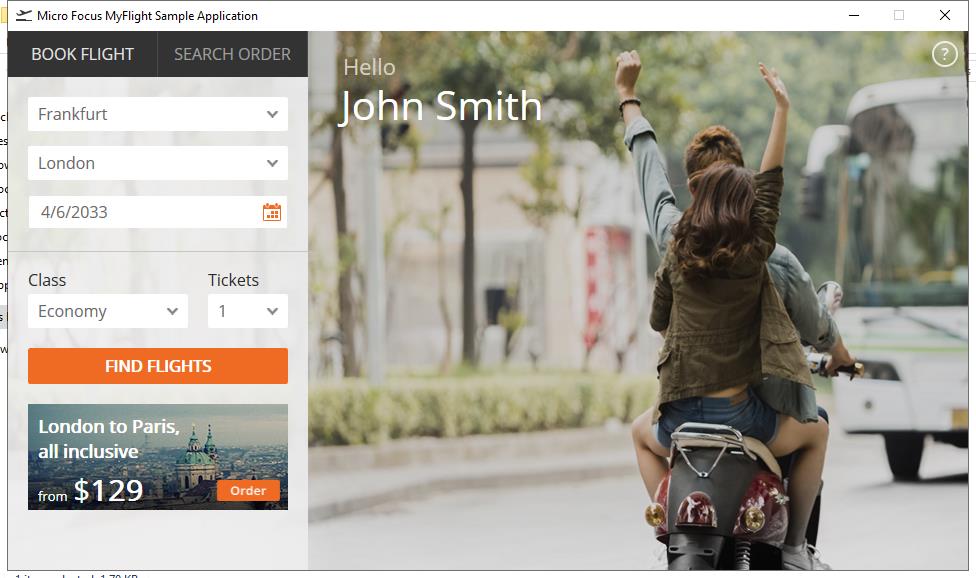 Micro Focus MyFlight Sample Application
BOOK FLIGHT
SEARCH ORDER
Frankfurt
London
4/6/2033
Class
Tickets
Economy
1
FIND FLIGHTS
London to Paris,
all inclusive
from $129
Order
Hello
John Smith
?